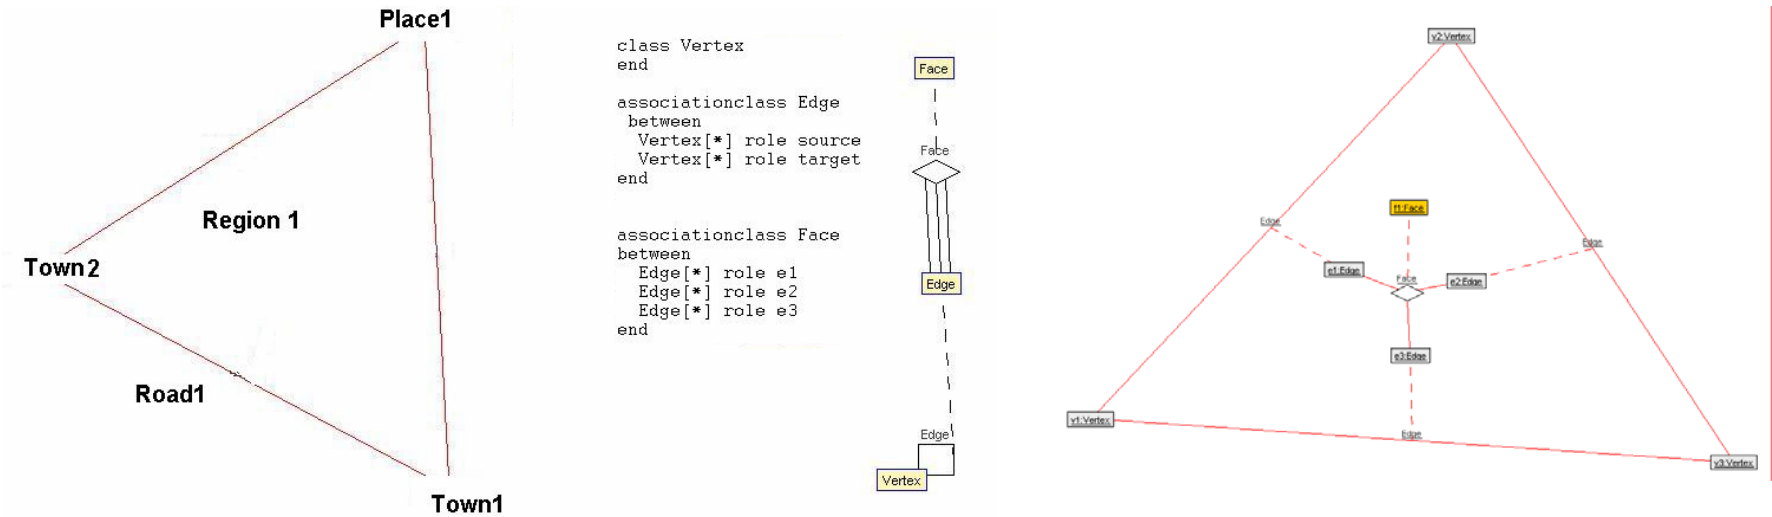 Place1
Region 1
Town2
Road1
Town1
class Vertex
end
associationclass Edge
between
Vertex[*] role source
Vertex[*] role target
end
associationclass Face
between
Edge[*] role e1
Edge[*] role e2
Edge[*] role e3
end
Face
Face
Edge
Edge
Vertex
v2:Vertex
Edge
f1:Face
Edge
e1:Edge
Face
e2:Edge
e3:Edge
v1:Vertex
Edge
v3:Vertex